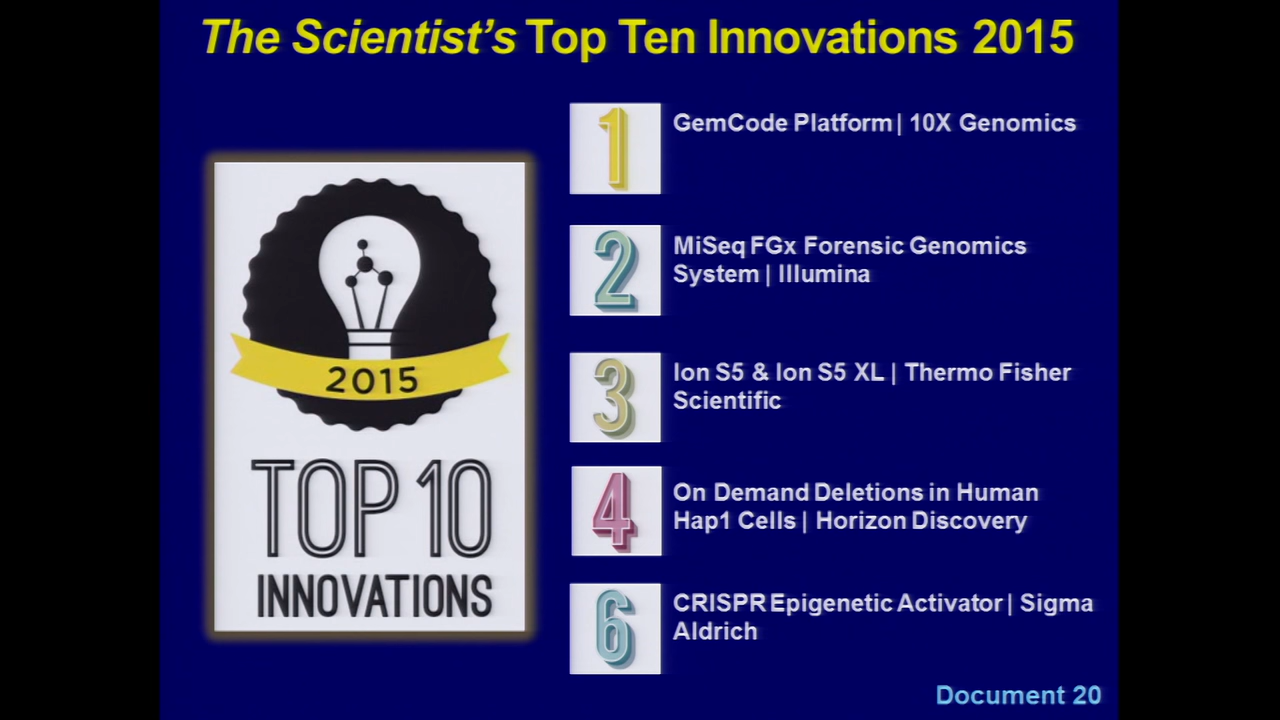 The Scientist's Top Ten Innovations 2015
2015
TOP 10
INNOVATIONS
1
GemCode Platform | 10X Genomics
2
MiSeq FGx Forensic Genomics
System | Illumina
3
Ion S5 & Ion S5 XL | Thermo Fisher
Scientific
4
On Demand Deletions in Human
Hap1 Cells | Horizon Discovery
6
CRISPR Epigenetic Activator | Sigma
Aldrich
Document 20